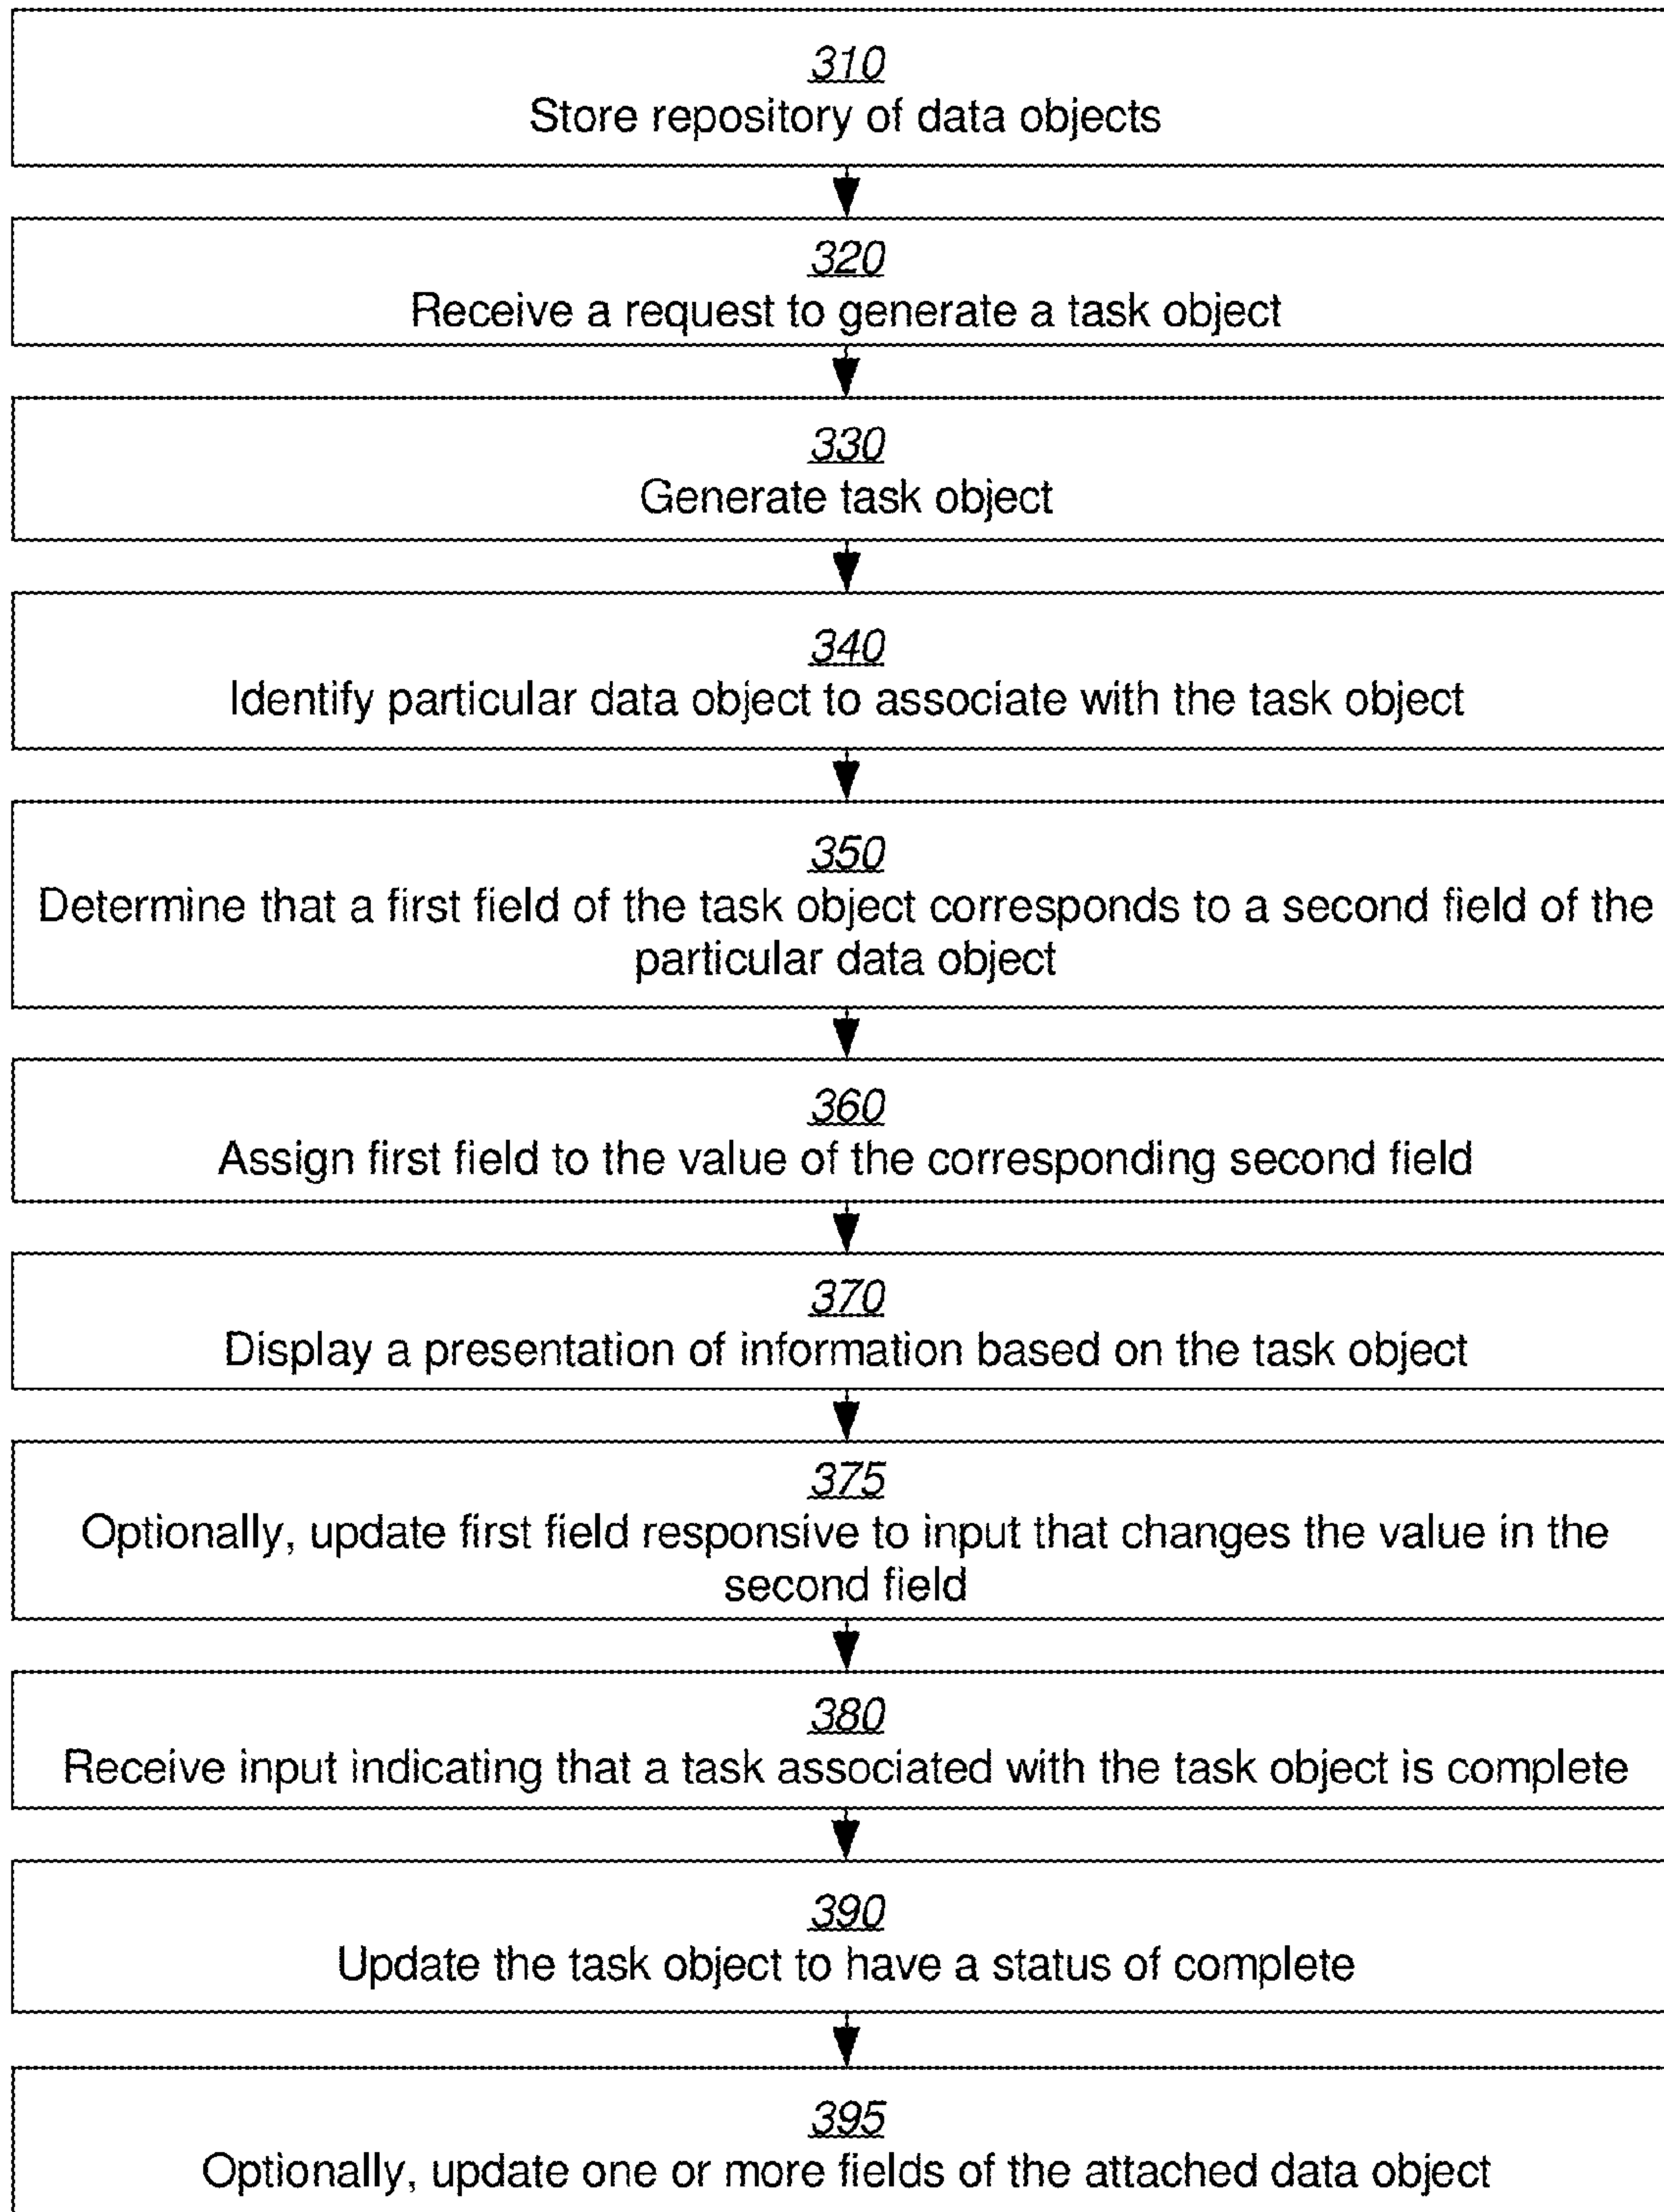 310
Store repository of data objects
320
Receive a request to generate a task object
330
Generate task object
340
Identify particular data object to associate with the task object
350
Determine that a first field of the task object corresponds to a second field of the
particular data object
360
Assign first field to the value of the corresponding second field
370
Display a presentation of information based on the task object
375
Optionally, update first field responsive to input that changes the value in the
second field
380
Receive input indicating that a task associated with the task object is complete
390
Update the task object to have a status of complete
395
Optionally, update one or more fields of the attached data object